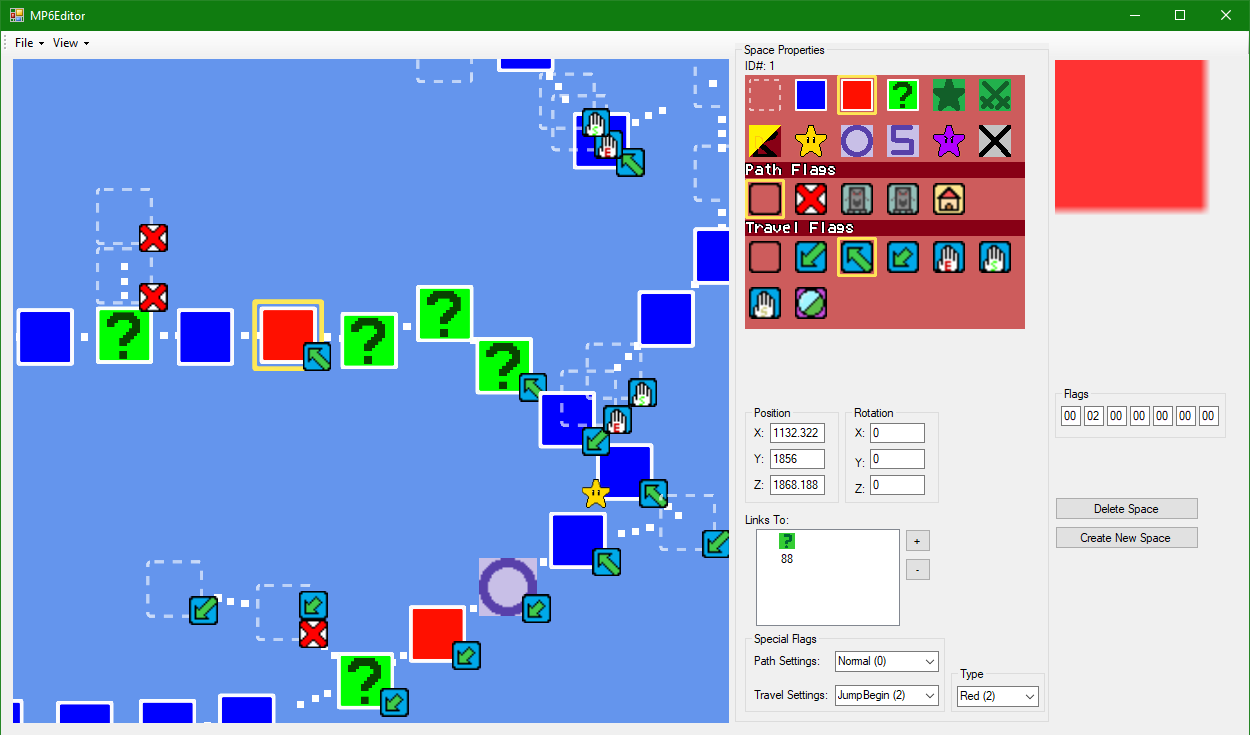 MP6Editor
File View
Space Properties
ID#: 1
?
S
Path Flags
Travel Flags
E
S
S
S
E
?
?
?
?
E
S
?
Flags
00 02 00 00 00 00 00
Position
X: 1132.322
Y: 1856
Z: 1868.188
Rotation
X: 0
Y: 0
Z: 0
Links To:
?
88
+
-
Delete Space
Create New Space
Special Flags
Path Settings: Normal (0)
Travel Settings: JumpBegin (2)
Type
Red (2)